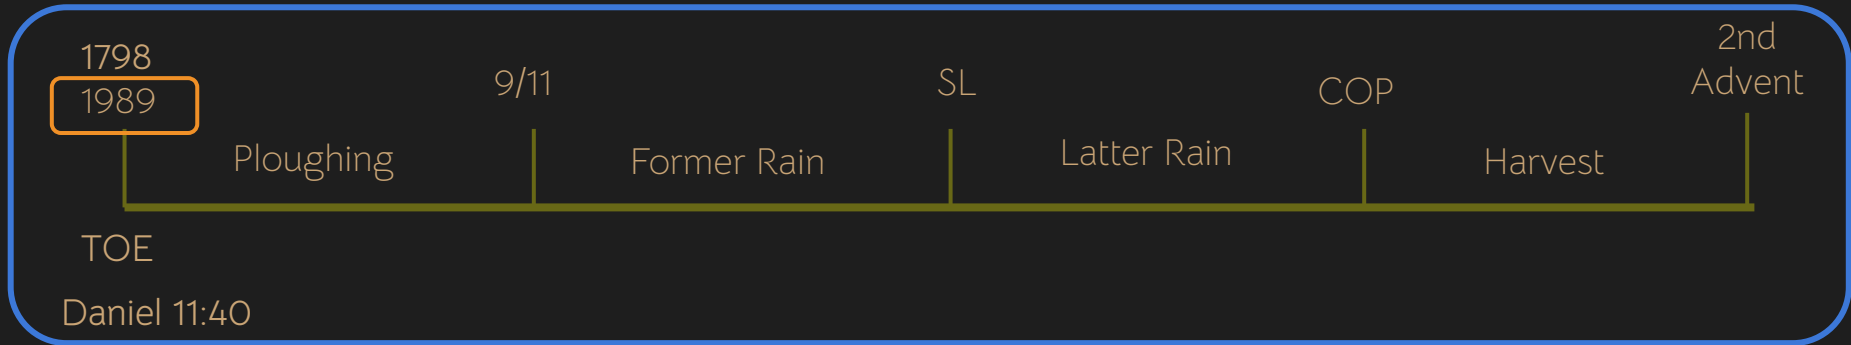 1798
1989
9/11
SL
COP
2nd
Advent
Ploughing
Former Rain
Latter Rain
Harvest
TOE
Daniel 11:40